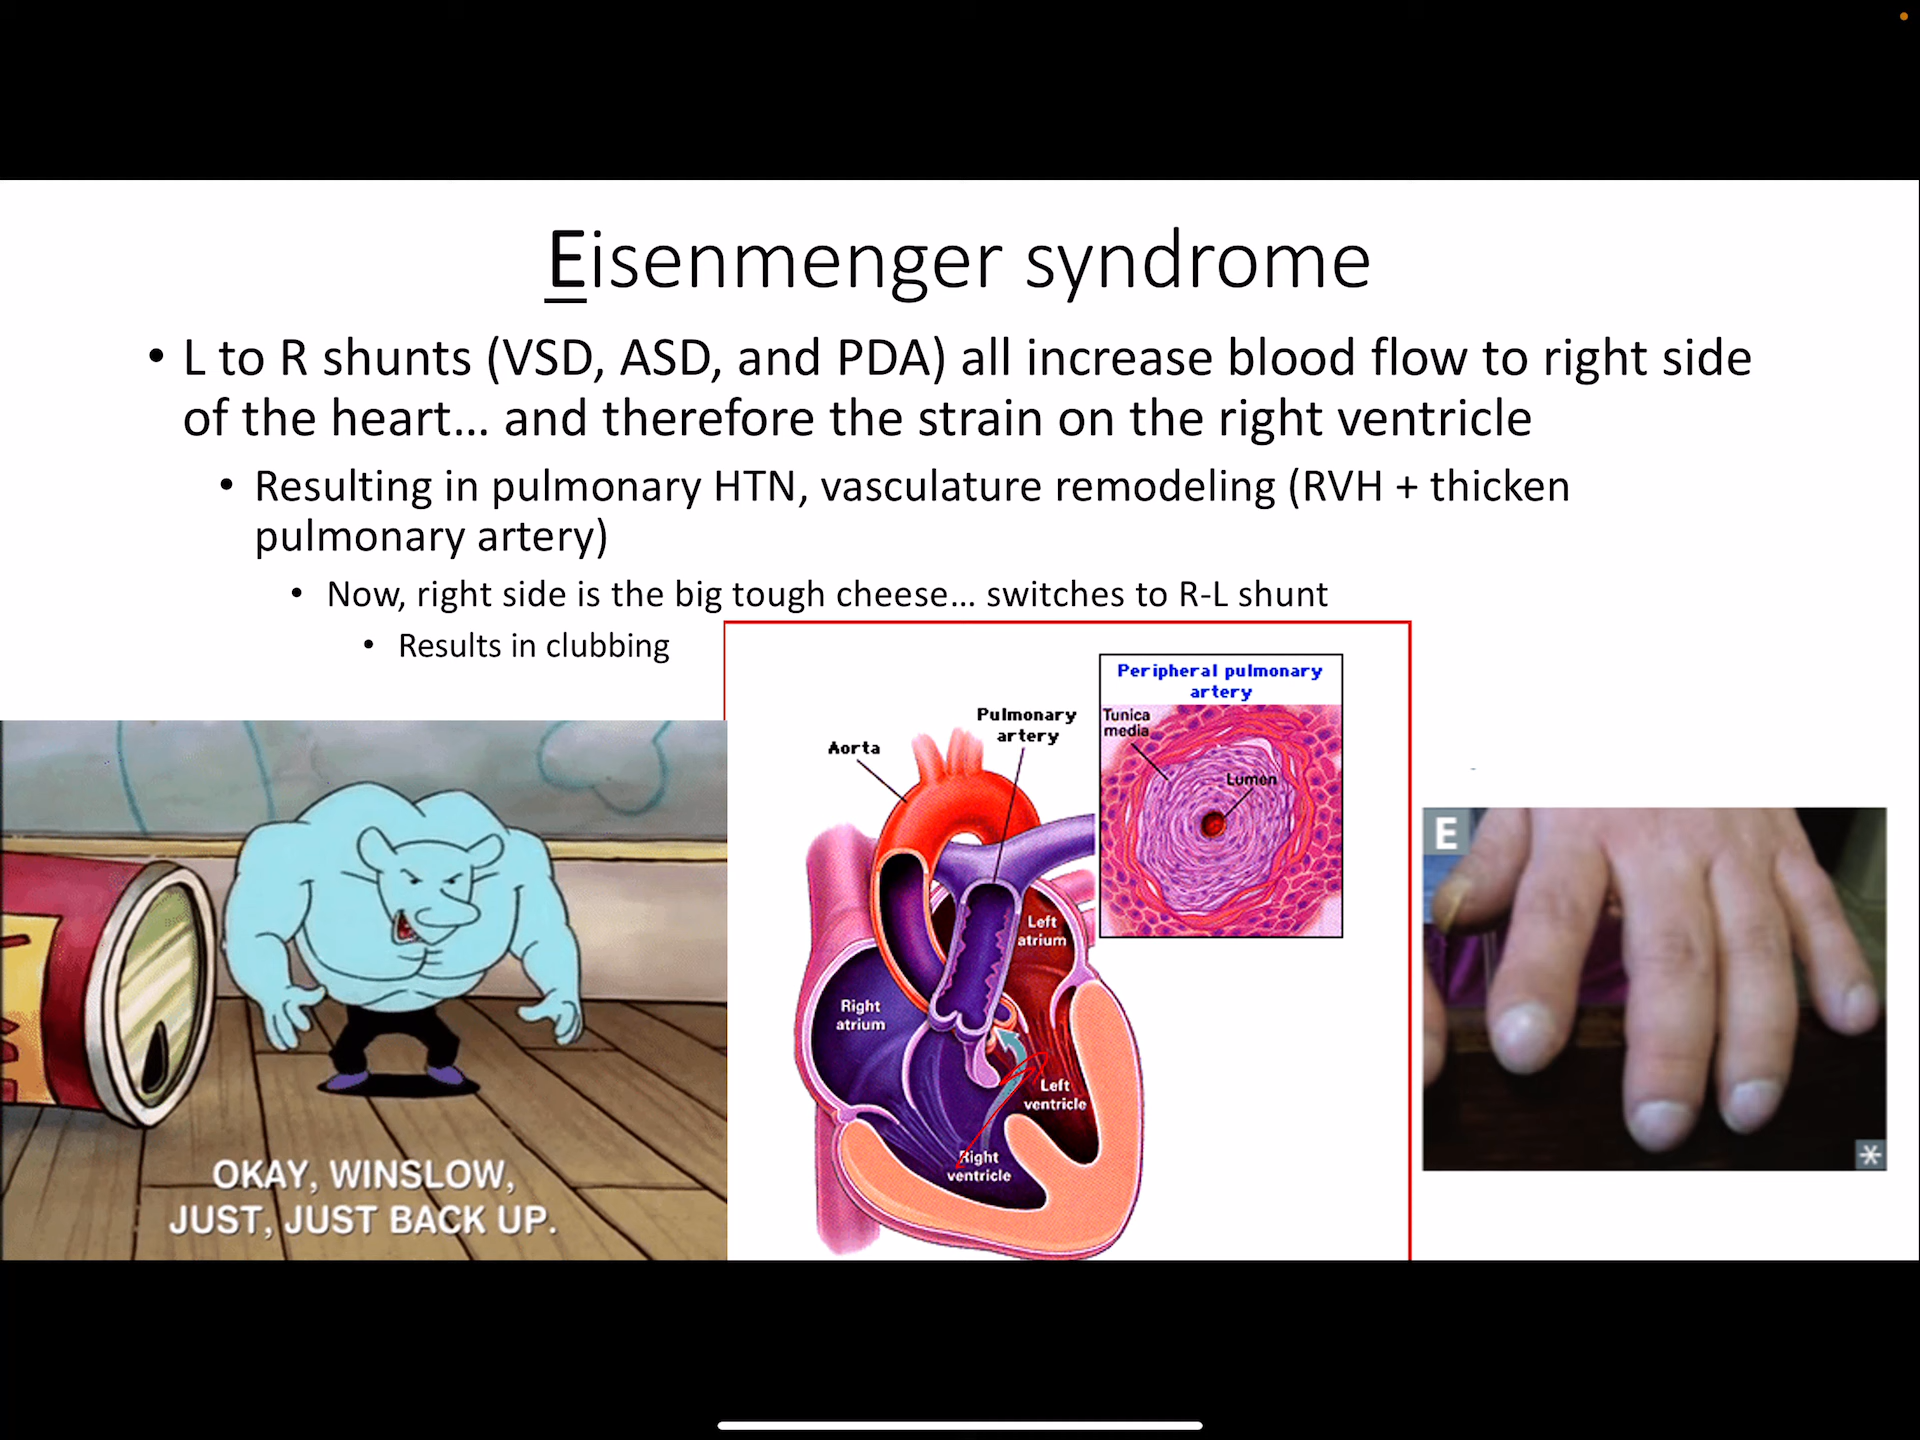 Eisenmenger syndrome
• L to R shunts (VSD, ASD, and PDA) all increase blood flow to right side
of the heart... and therefore the strain on the right ventricle
• Resulting in pulmonary HTN, vasculature remodeling (RVH + thicken
pulmonary artery)
• Now, right side is the big tough cheese... switches to R-L shunt
• Results in clubbing
OKAY, WINSLOW,
JUST, JUST BACK UP.
Aorta
Pulmonary
artery
Peripheral pulmonary
artery
Tunica
media
Lumen
Left
atrium
Right
atrium
Left
ventricle
Right
ventricle
E